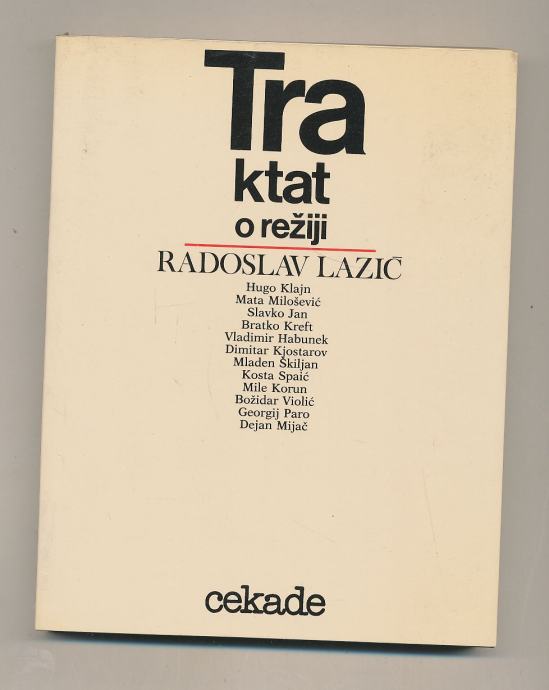 Tra
ktat
o režiji
RADOSLAV LAZIĆ
Hugo Klajn
Mata Milošević
Slavko Jan
Bratko Kreft
Vladimir Habunek
Dimitar Kjostarov
Mladen Škiljan
Kosta Spaić
Mile Korun
Božidar Violić
Georgij Paro
Dejan Mijač
cekade